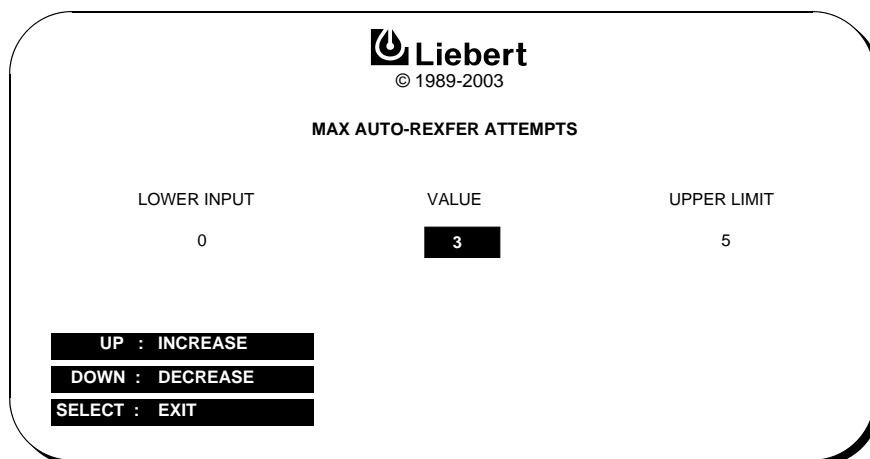 Liebert
© 1989-2003
MAX AUTO-REXFER ATTEMPTS
LOWER INPUT VALUE UPPER LIMIT
0 3 5
UP : INCREASE
DOWN : DECREASE
SELECT : EXIT